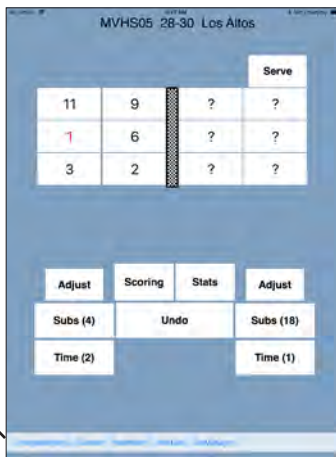 MVHS05 28-30 Los Altos
Serve
11 9 ? ?
1 6 ? ?
3 2 ? ?
Adjust Scoring Stats Adjust
Subs (4) Undo Subs (18)
Time (2) Time (1)